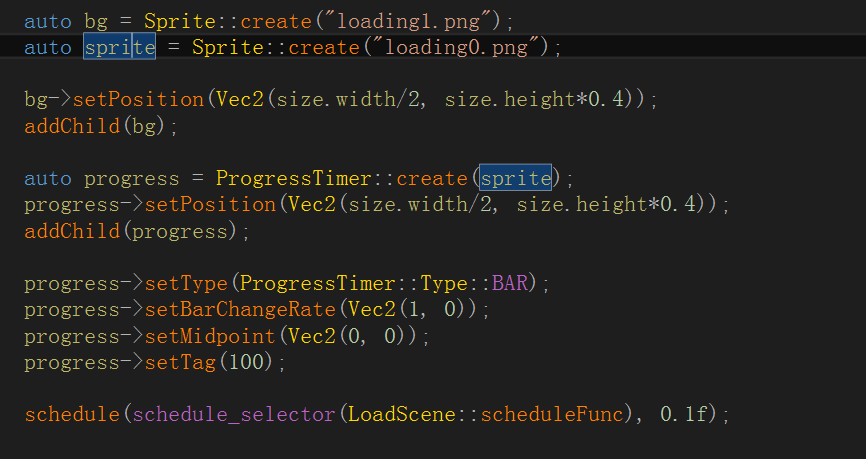 auto bg = Sprite::create("loading1.png");
auto sprite = Sprite::create("loading0.png");
bg->setPosition(Vec2(size.width/2, size.height*0.4));
addChild(bg);
auto progress = ProgressTimer::create(sprite);
progress->setPosition(Vec2(size.width/2, size.height*0.4));
addChild(progress);
progress->setType(ProgressTimer::Type::BAR);
progress->setBarChangeRate(Vec2(1, 0));
progress->setMidpoint(Vec2(0, 0));
progress->setTag(100);
schedule(schedule_selector(LoadScene::scheduleFunc), 0.1f);